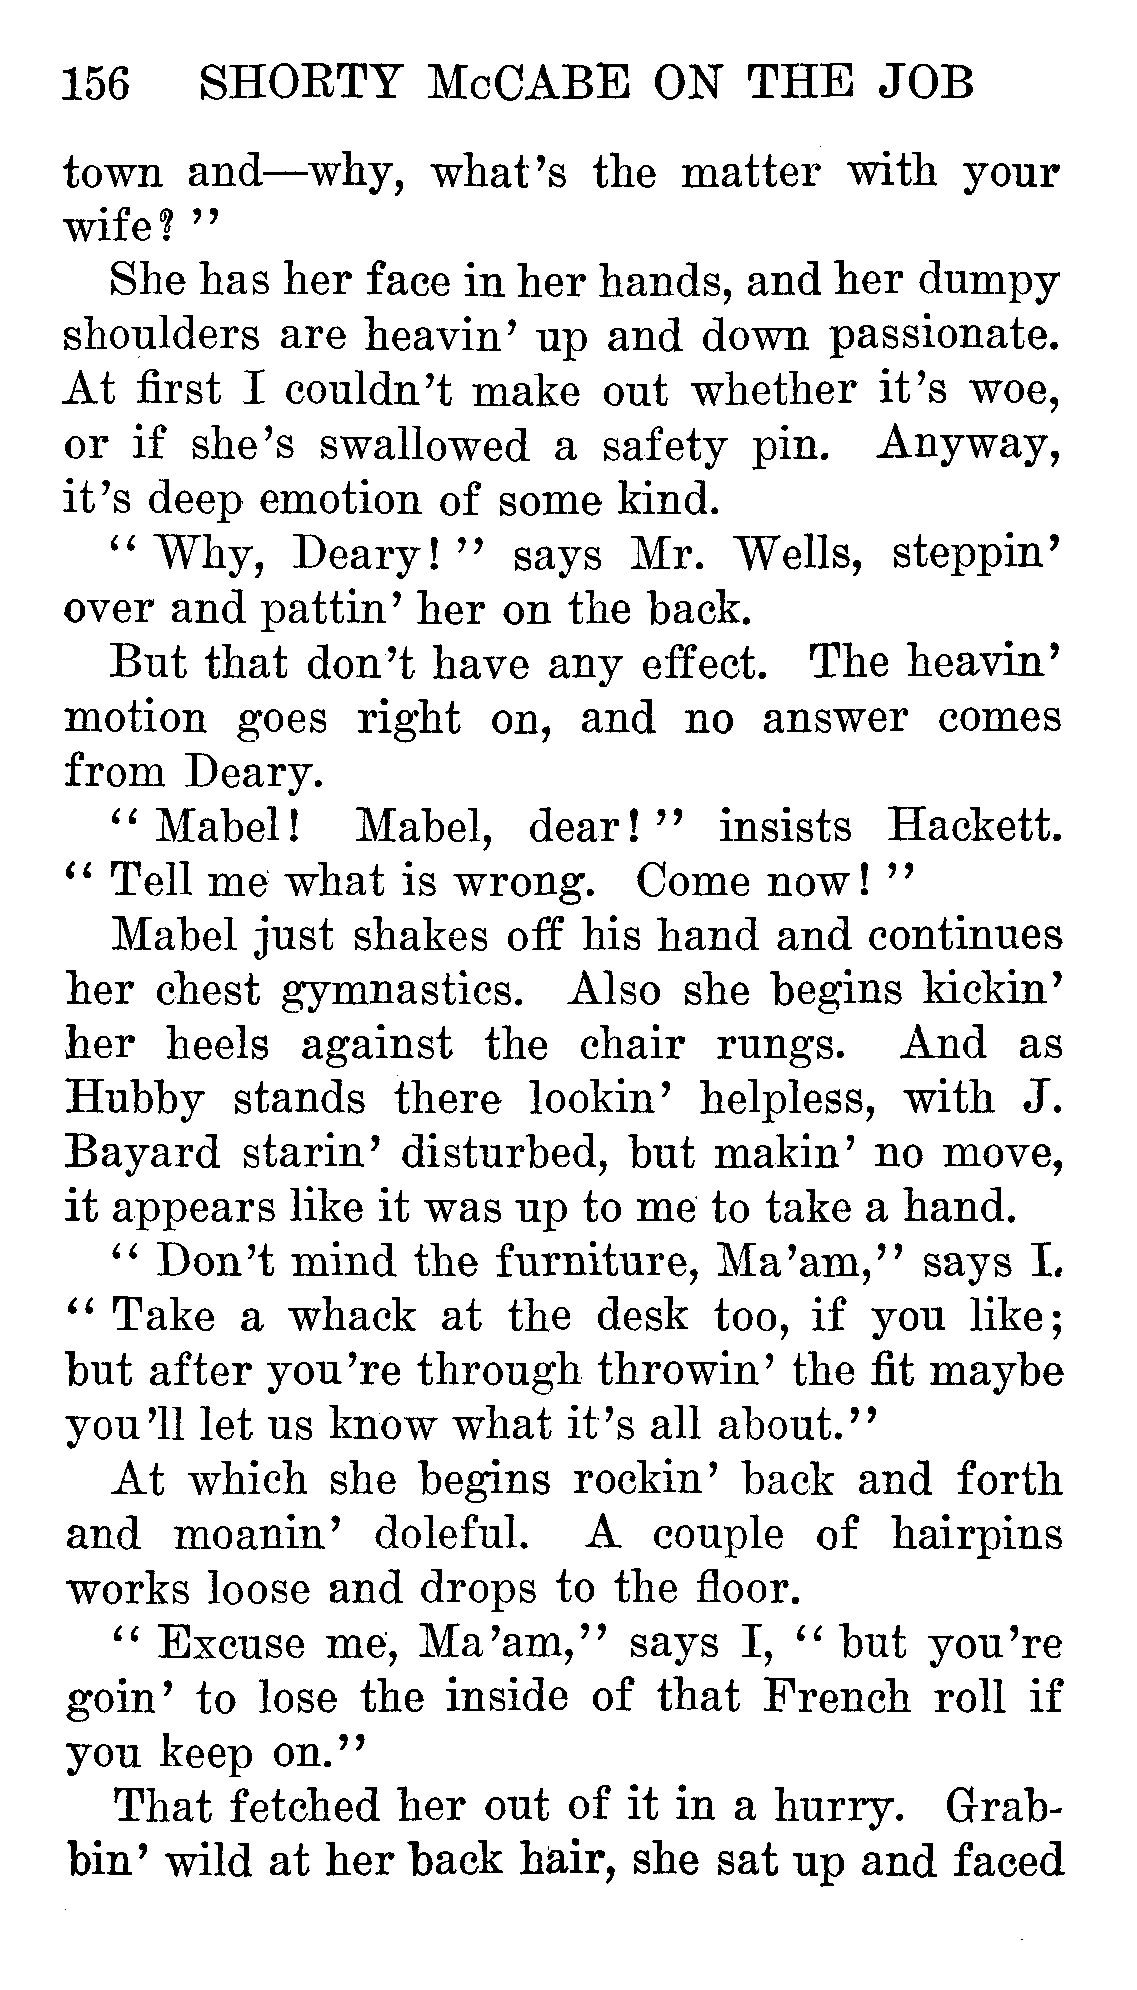 156 SHORTY McCABE ON THE JOB
town and—why, what's the matter with your
wife?"
She has her face in her hands, and her dumpy
shoulders are heavin' up and down passionate.
At first I couldn't make out whether it's woe,
or if she's swallowed a safety pin. Anyway,
it's deep emotion of some kind.
"Why, Deary!" says Mr. Wells, steppin'
over and pattin' her on the back.
But that don't have any effect. The heavin'
motion goes right on, and no answer comes
from Deary.
"Mabel! Mabel, dear!" insists Hackett.
"Tell me what is wrong. Come now!"
Mabel just shakes off his hand and continues
her chest gymnastics. Also she begins kickin'
her heels against the chair rungs. And as
Hubby stands there lookin' helpless, with J.
Bayard starin' disturbed, but makin' no move,
it appears like it was up to me to take a hand.
"Don't mind the furniture, Ma'am," says I.
"Take a whack at the desk too, if you like;
but after you're through throwin' the fit maybe
you'll let us know what it's all about."
At which she begins rockin' back and forth
and moanin' doleful. A couple of hairpins
works loose and drops to the floor.
"Excuse me, Ma'am," says I, "but you're
goin' to lose the inside of that French roll if
you keep on."
That fetched her out of it in a hurry. Grab-
bin' wild at her back hair, she sat up and faced